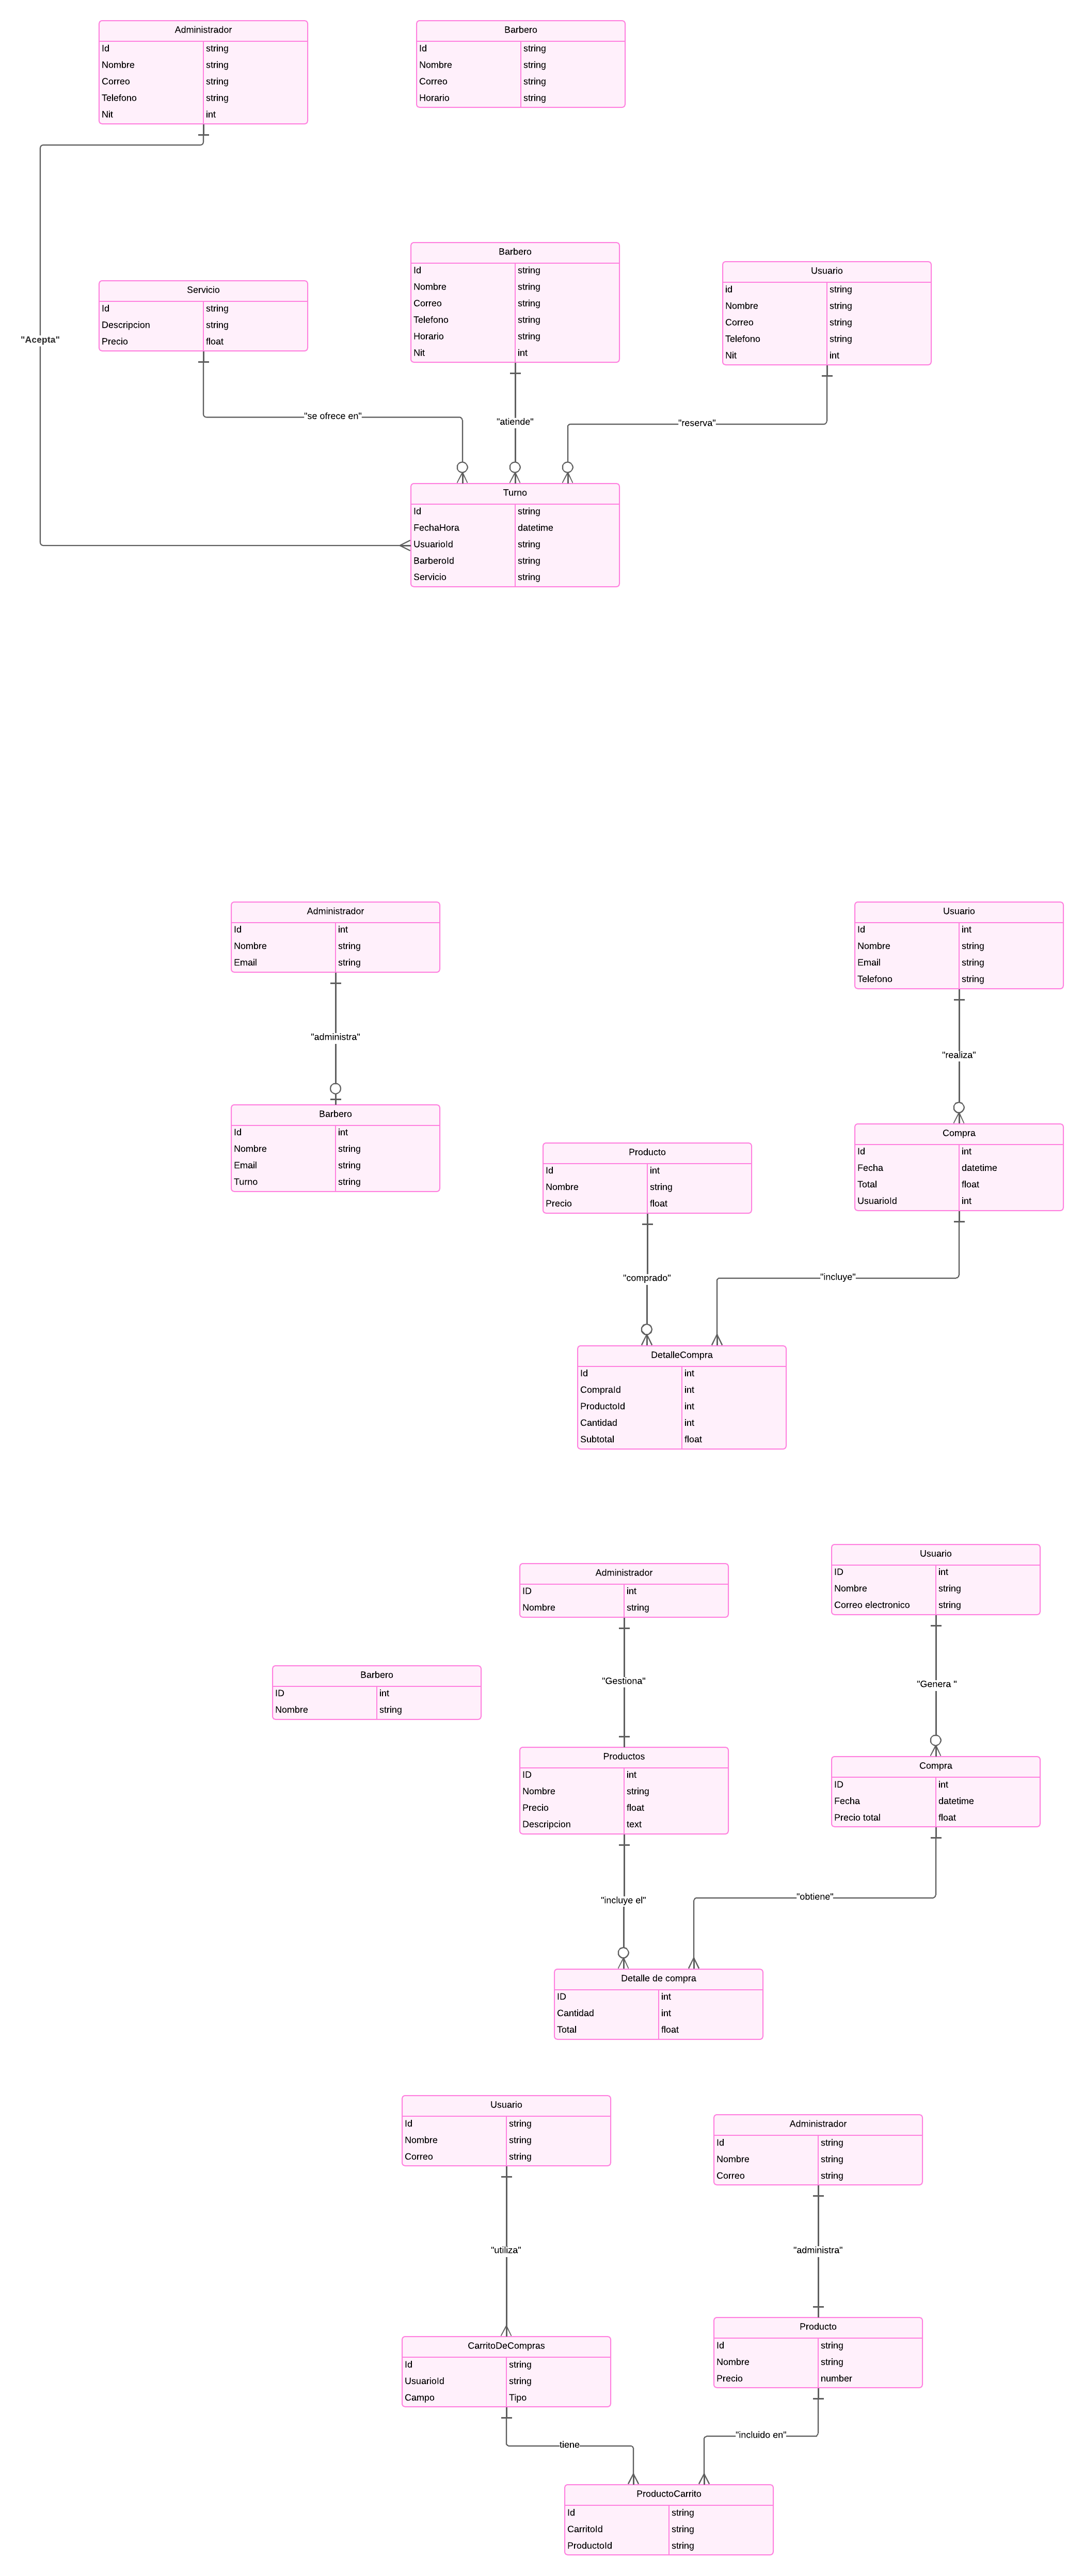 Administrador
Id string
Nombre string
Correo string
Telefono string
Nit int
Barbero
Id string
Nombre string
Correo string
Horario string
"Acepta"
Servicio
Id string
Descripcion string
Precio float
Barbero
Id string
Nombre string
Correo string
Telefono string
Horario string
Nit int
Usuario
id string
Nombre string
Correo string
Telefono string
Nit int
"se ofrece en"
"atiende"
"reserva"
Turno
Id string
FechaHora datetime
UsuarioId string
BarberoId string
Servicio string
Administrador
Id int
Nombre string
Email string
"administra"
Barbero
Id int
Nombre string
Email string
Turno string
Usuario
Id int
Nombre string
Email string
Telefono string
"realiza"
Compra
Id int
Fecha datetime
Total float
UsuarioId int
Producto
Id int
Nombre string
Precio float
"comprado"
"incluye"
DetalleCompra
Id int
CompraId int
ProductoId int
Cantidad int
Subtotal float
Administrador
ID int
Nombre string
Usuario
ID int
Nombre string
Correo electronico string
Barbero
ID int
Nombre string
"Gestiona"
"Genera "
Productos
ID int
Nombre string
Precio float
Descripcion text
Compra
ID int
Fecha datetime
Precio total float
"incluye el"
"obtiene"
Detalle de compra
ID int
Cantidad int
Total float
Usuario
Id string
Nombre string
Correo string
Administrador
Id string
Nombre string
Correo string
"utiliza"
"administra"
CarritoDeCompras
Id string
UsuarioId string
Campo Tipo
Producto
Id string
Nombre string
Precio number
tiene
"incluido en"
ProductoCarrito
Id string
CarritoId string
ProductoId string